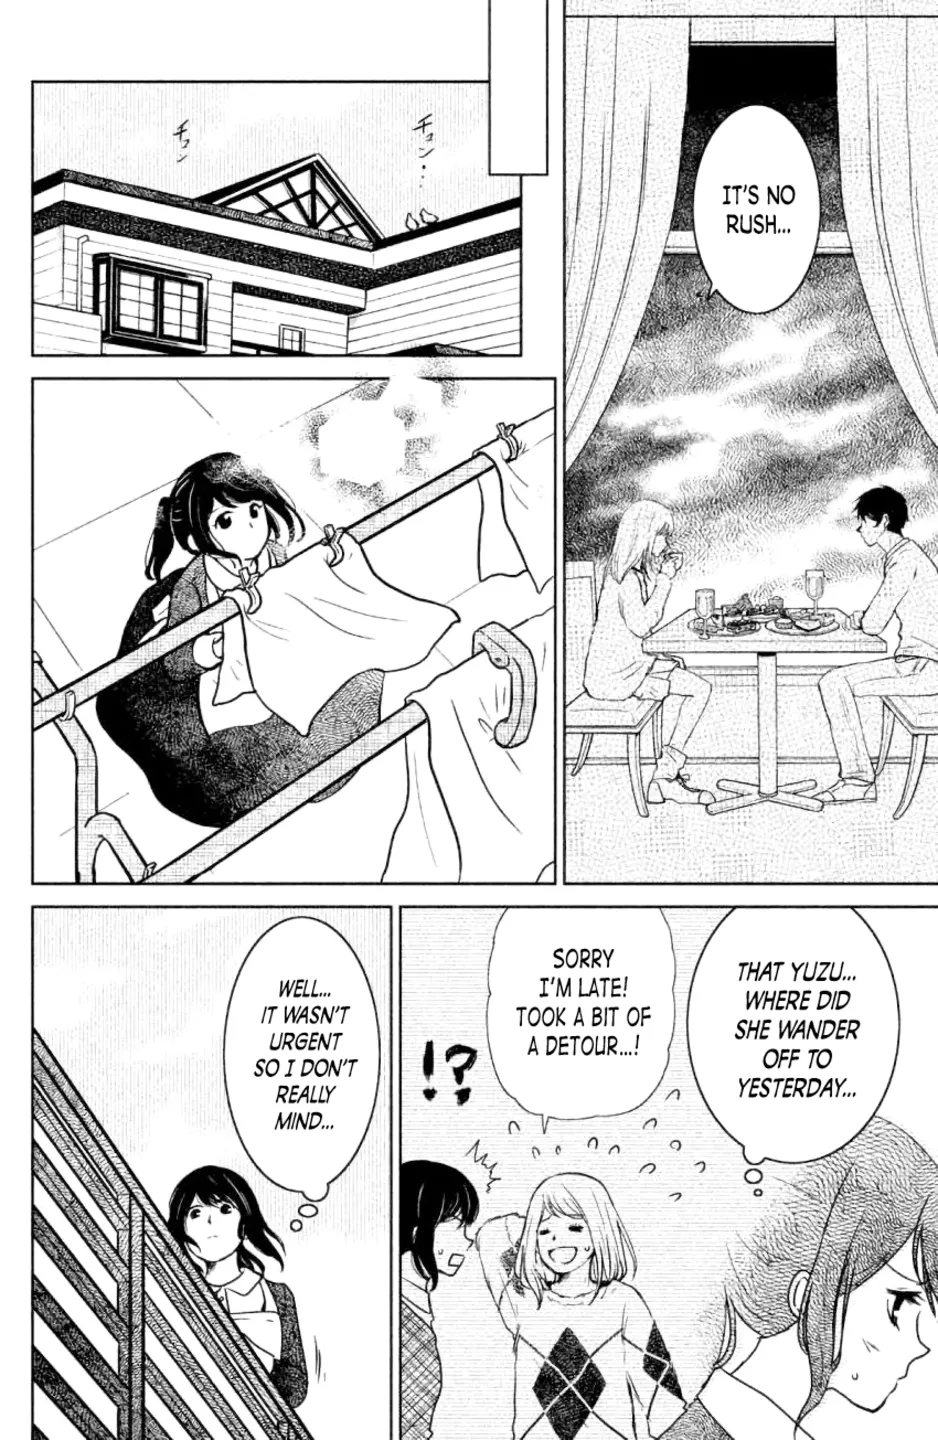 IT'S NO
RUSH...
チュン...
チュン
THAT YUZU...
WHERE DID
SHE WANDER
OFF TO
YESTERDAY...
SORRY
I'M LATE!
TOOK A BIT OF
A DETOUR...!
!?
WELL...
IT WASN'T
URGENT
SO I DON'T
REALLY
MIND...